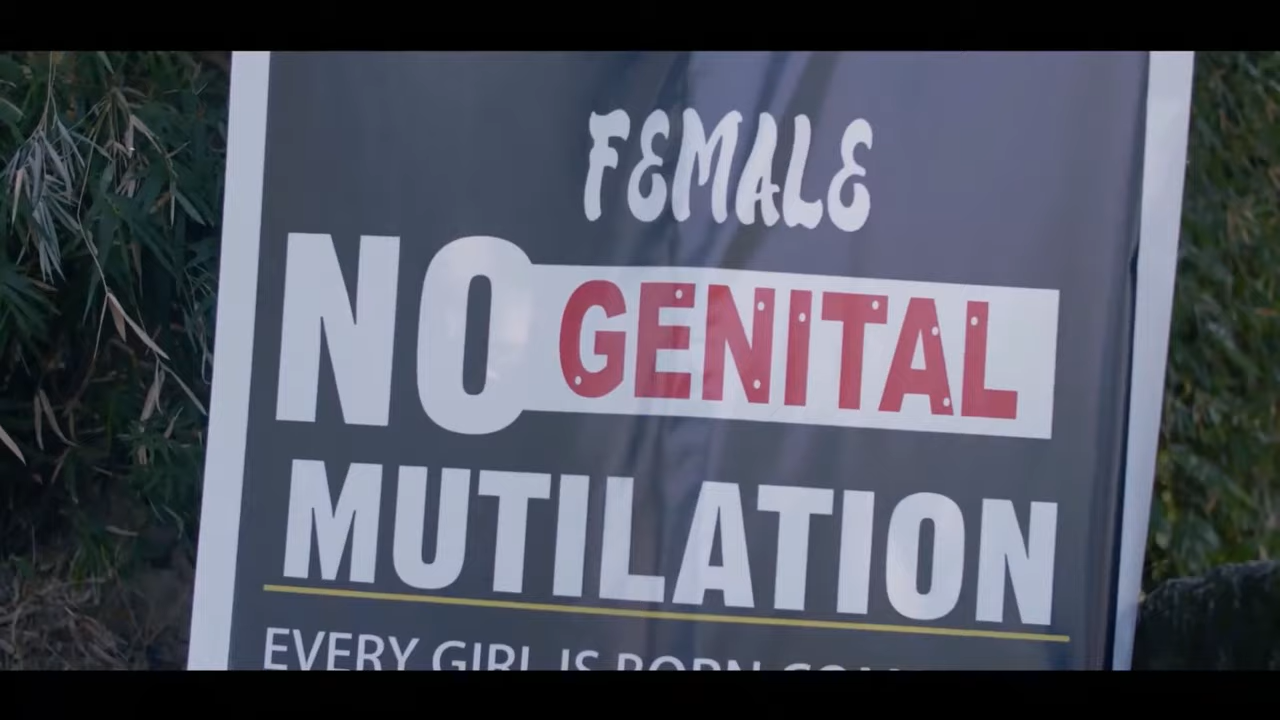 FEMALE
NO GENITAL
MUTILATION
EVERY GIRL IS BORN